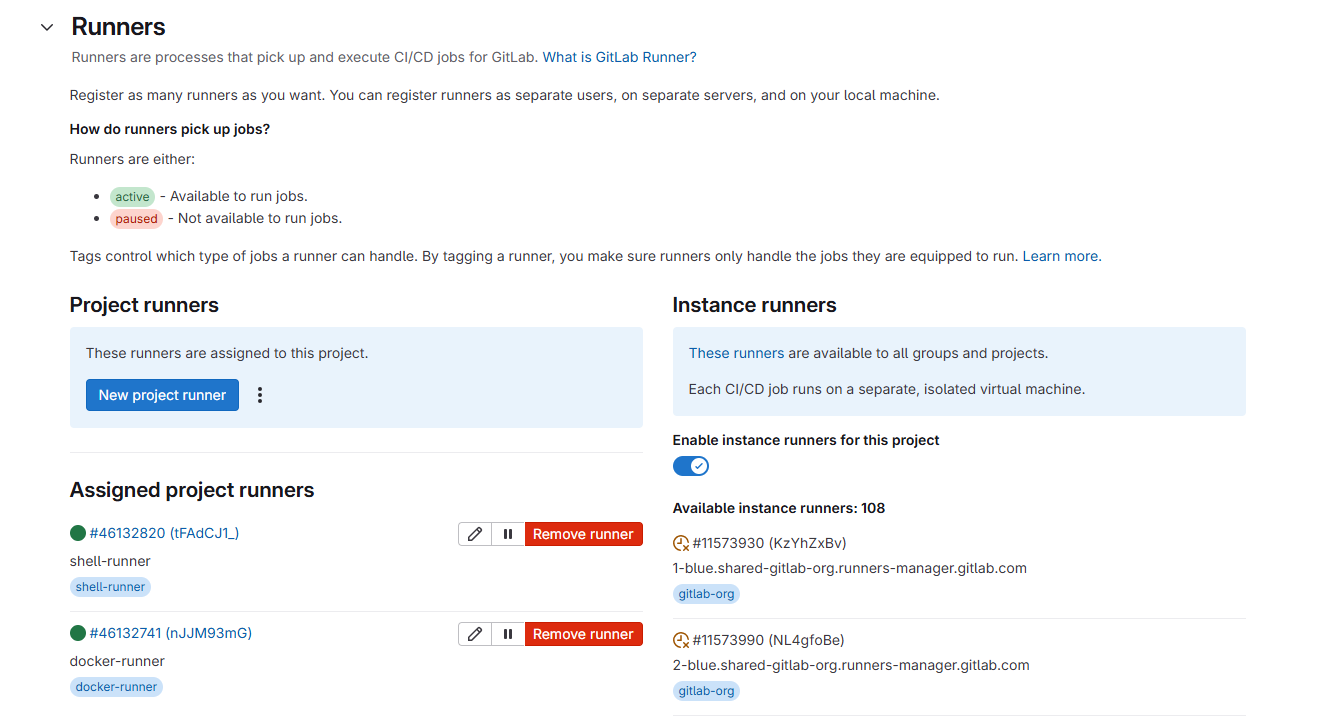 Runners
Runners are processes that pick up and execute CI/CD jobs for GitLab. What is GitLab Runner?
Register as many runners as you want. You can register runners as separate users, on separate servers, and on your local machine.
How do runners pick up jobs?
Runners are either:
active - Available to run jobs.
paused - Not available to run jobs.
Tags control which type of jobs a runner can handle. By tagging a runner, you make sure runners only handle the jobs they are equipped to run. Learn more.
Project runners
These runners are assigned to this project.
New project runner
Assigned project runners
#46132820 (tFAdCJ1_)
Remove runner
shell-runner
shell-runner
#46132741 (nJJM93mG)
Remove runner
docker-runner
docker-runner
Instance runners
These runners are available to all groups and projects.
Each CI/CD job runs on a separate, isolated virtual machine.
Enable instance runners for this project
Available instance runners: 108
#11573930 (KzYhZxBv)
1-blue.shared-gitlab-org.runners-manager.gitlab.com
gitlab-org
#11573990 (NL4gfoBe)
2-blue.shared-gitlab-org.runners-manager.gitlab.com
gitlab-org